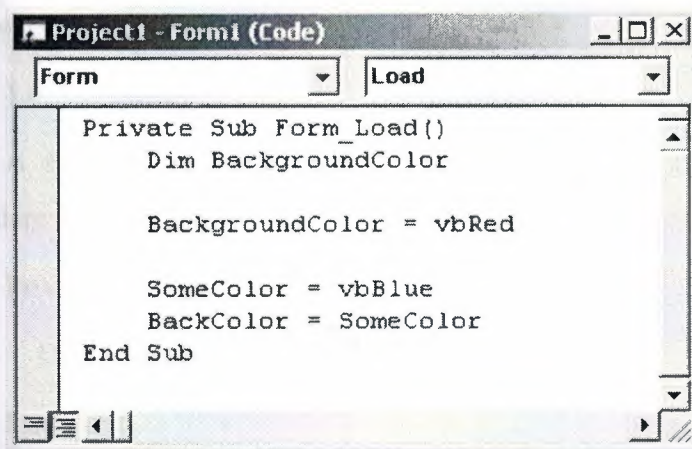 Project1 - Form1 (Code)
Form
Load
Private Sub Form_Load()
Dim BackgroundColor
BackgroundColor = vbRed
SomeColor = vbBlue
BackColor = SomeColor
End Sub